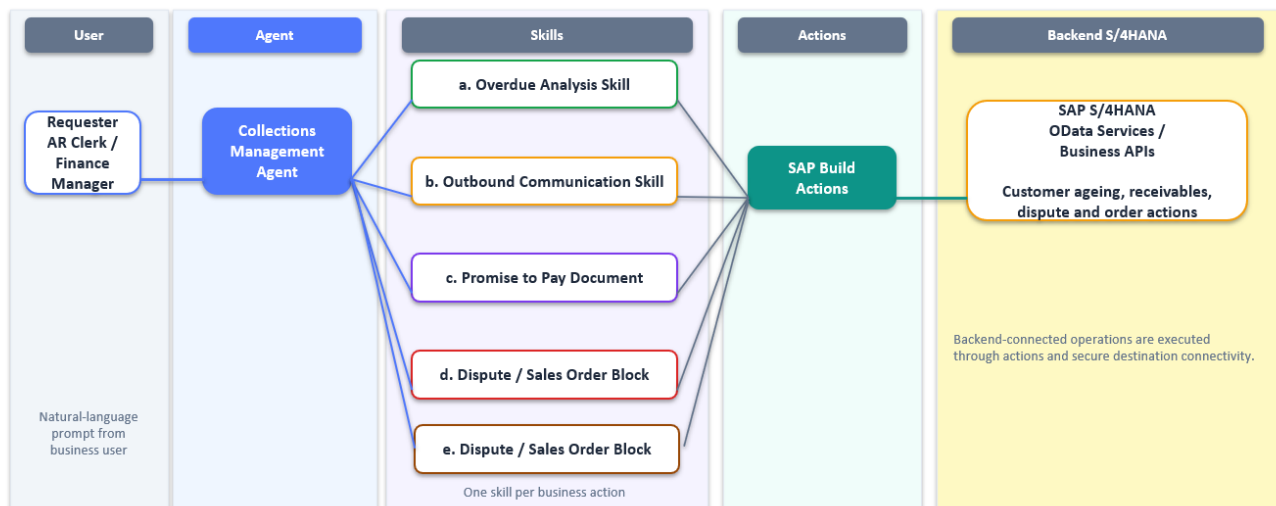 User
Agent
Skills
Actions
Backend S/4HANA
Requester
AR Clerk /
Finance
Manager
Natural-language
prompt from
business user
Collections
Management
Agent
a. Overdue Analysis Skill
b. Outbound Communication Skill
c. Promise to Pay Document
d. Dispute / Sales Order Block
e. Dispute / Sales Order Block
One skill per business action
SAP Build
Actions
SAP S/4HANA
OData Services /
Business APIs
Customer ageing, receivables,
dispute and order actions
Backend-connected operations are executed
through actions and secure destination connectivity.